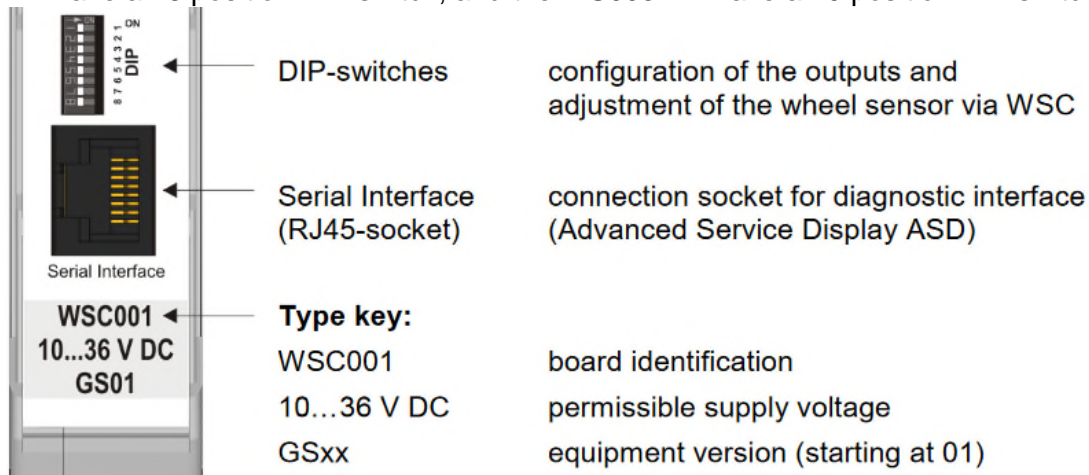 ON
DIP
8 7 6 5 4 3 2 1
DIP-switches configuration of the outputs and
adjustment of the wheel sensor via WSC
Serial Interface connection socket for diagnostic interface
(RJ45-socket) (Advanced Service Display ASD)
Serial Interface
WSC001 Type key:
10...36 V DC WSC001 board identification
GS01 10…36 V DC permissible supply voltage
GSxx equipment version (starting at 01)